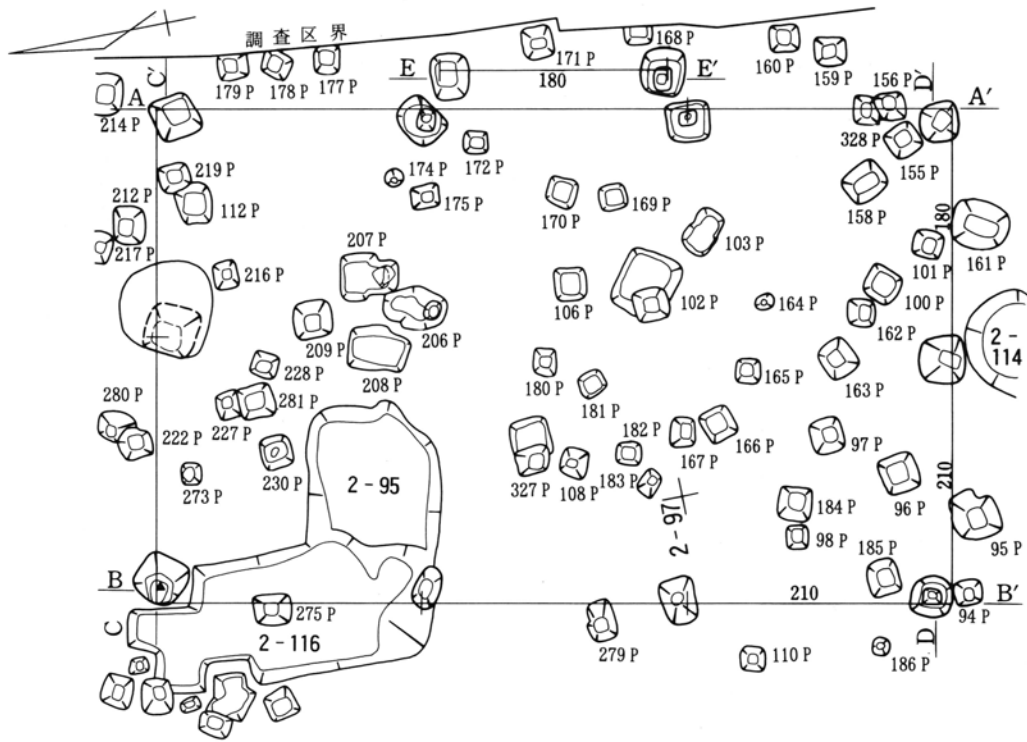 調査区界
168 P
171 P
160 P
159 P
156 P
179 P
178 P
177 P
E
180
E′
C′
D′
A
A′
214 P
328 P
174 P
172 P
155 P
219 P
212 P
112 P
175 P
170 P
169 P
158 P
180
217 P
207 P
103 P
101 P
161 P
216 P
106 P
102 P
164 P
100 P
209 P
206 P
162 P
2-114
228 P
208 P
180 P
165 P
163 P
281 P
181 P
280 P
222 P
227 P
182 P
167 P
166 P
97 P
230 P
273 P
2-95
327 P
108 P
183 P
210
96 P
2-97
184 P
98 P
95 P
185 P
B
210
B′
94 P
C
275 P
2-116
279 P
D
110 P
186 P